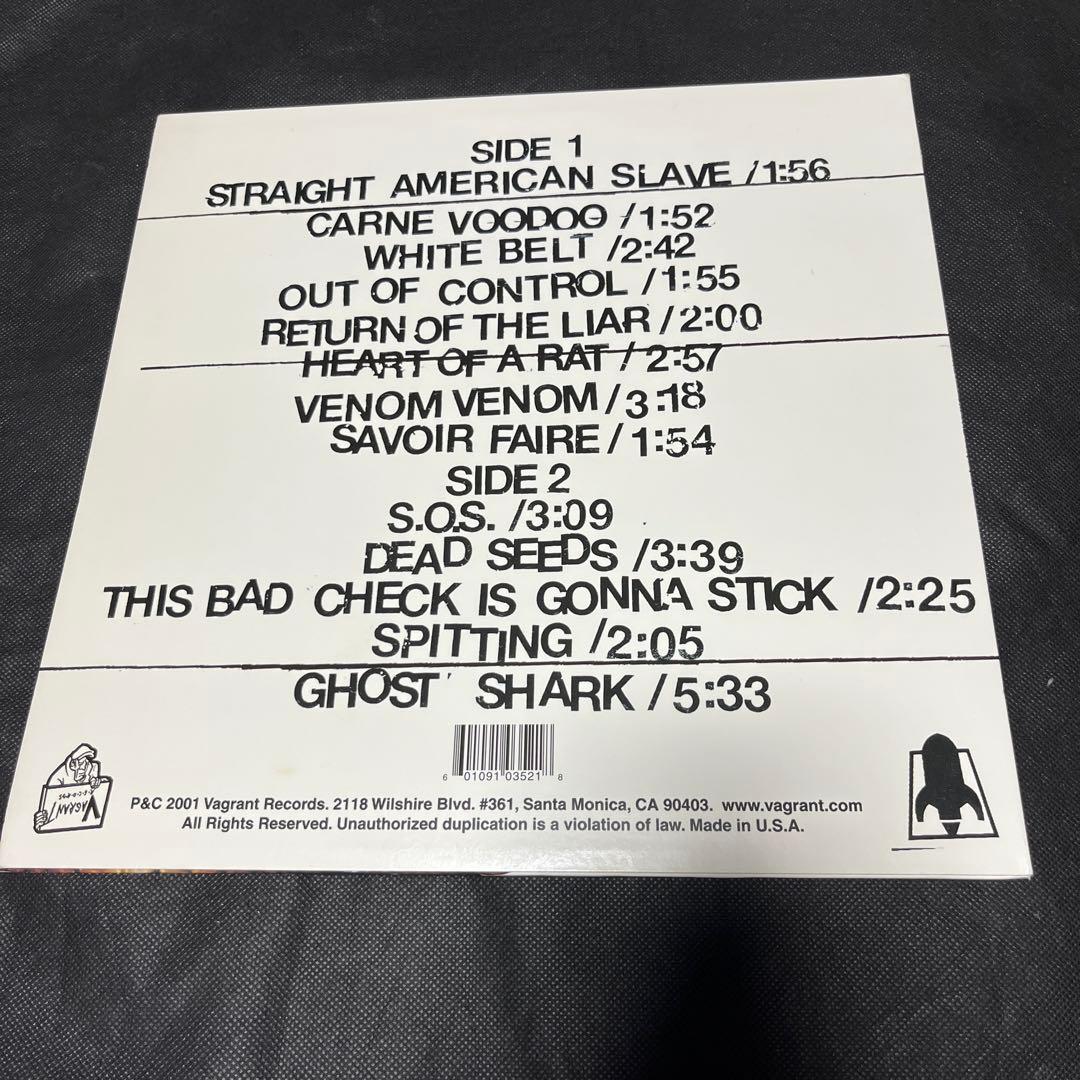 SIDE 1
STRAIGHT AMERICAN SLAVE /1:56
CARNE VOODOO /1:52
WHITE BELT /2:42
OUT OF CONTROL /1:55
RETURN OF THE LIAR /2:00
HEART OF A RAT / 2:57
VENOM VENOM /3:18
SAVOIR FAIRE /1:54
SIDE 2
S.O.S. /3:09
DEAD SEEDS /3:39
THIS BAD CHECK IS GONNA STICK /2:25
SPITTING /2:05
GHOST SHARK /5:33
6 01091 03521 8
VAGRANT
RECORDS
P&C 2001 Vagrant Records. 2118 Wilshire Blvd. #361, Santa Monica, CA 90403. www.vagrant.com
All Rights Reserved. Unauthorized duplication is a violation of law. Made in U.S.A.